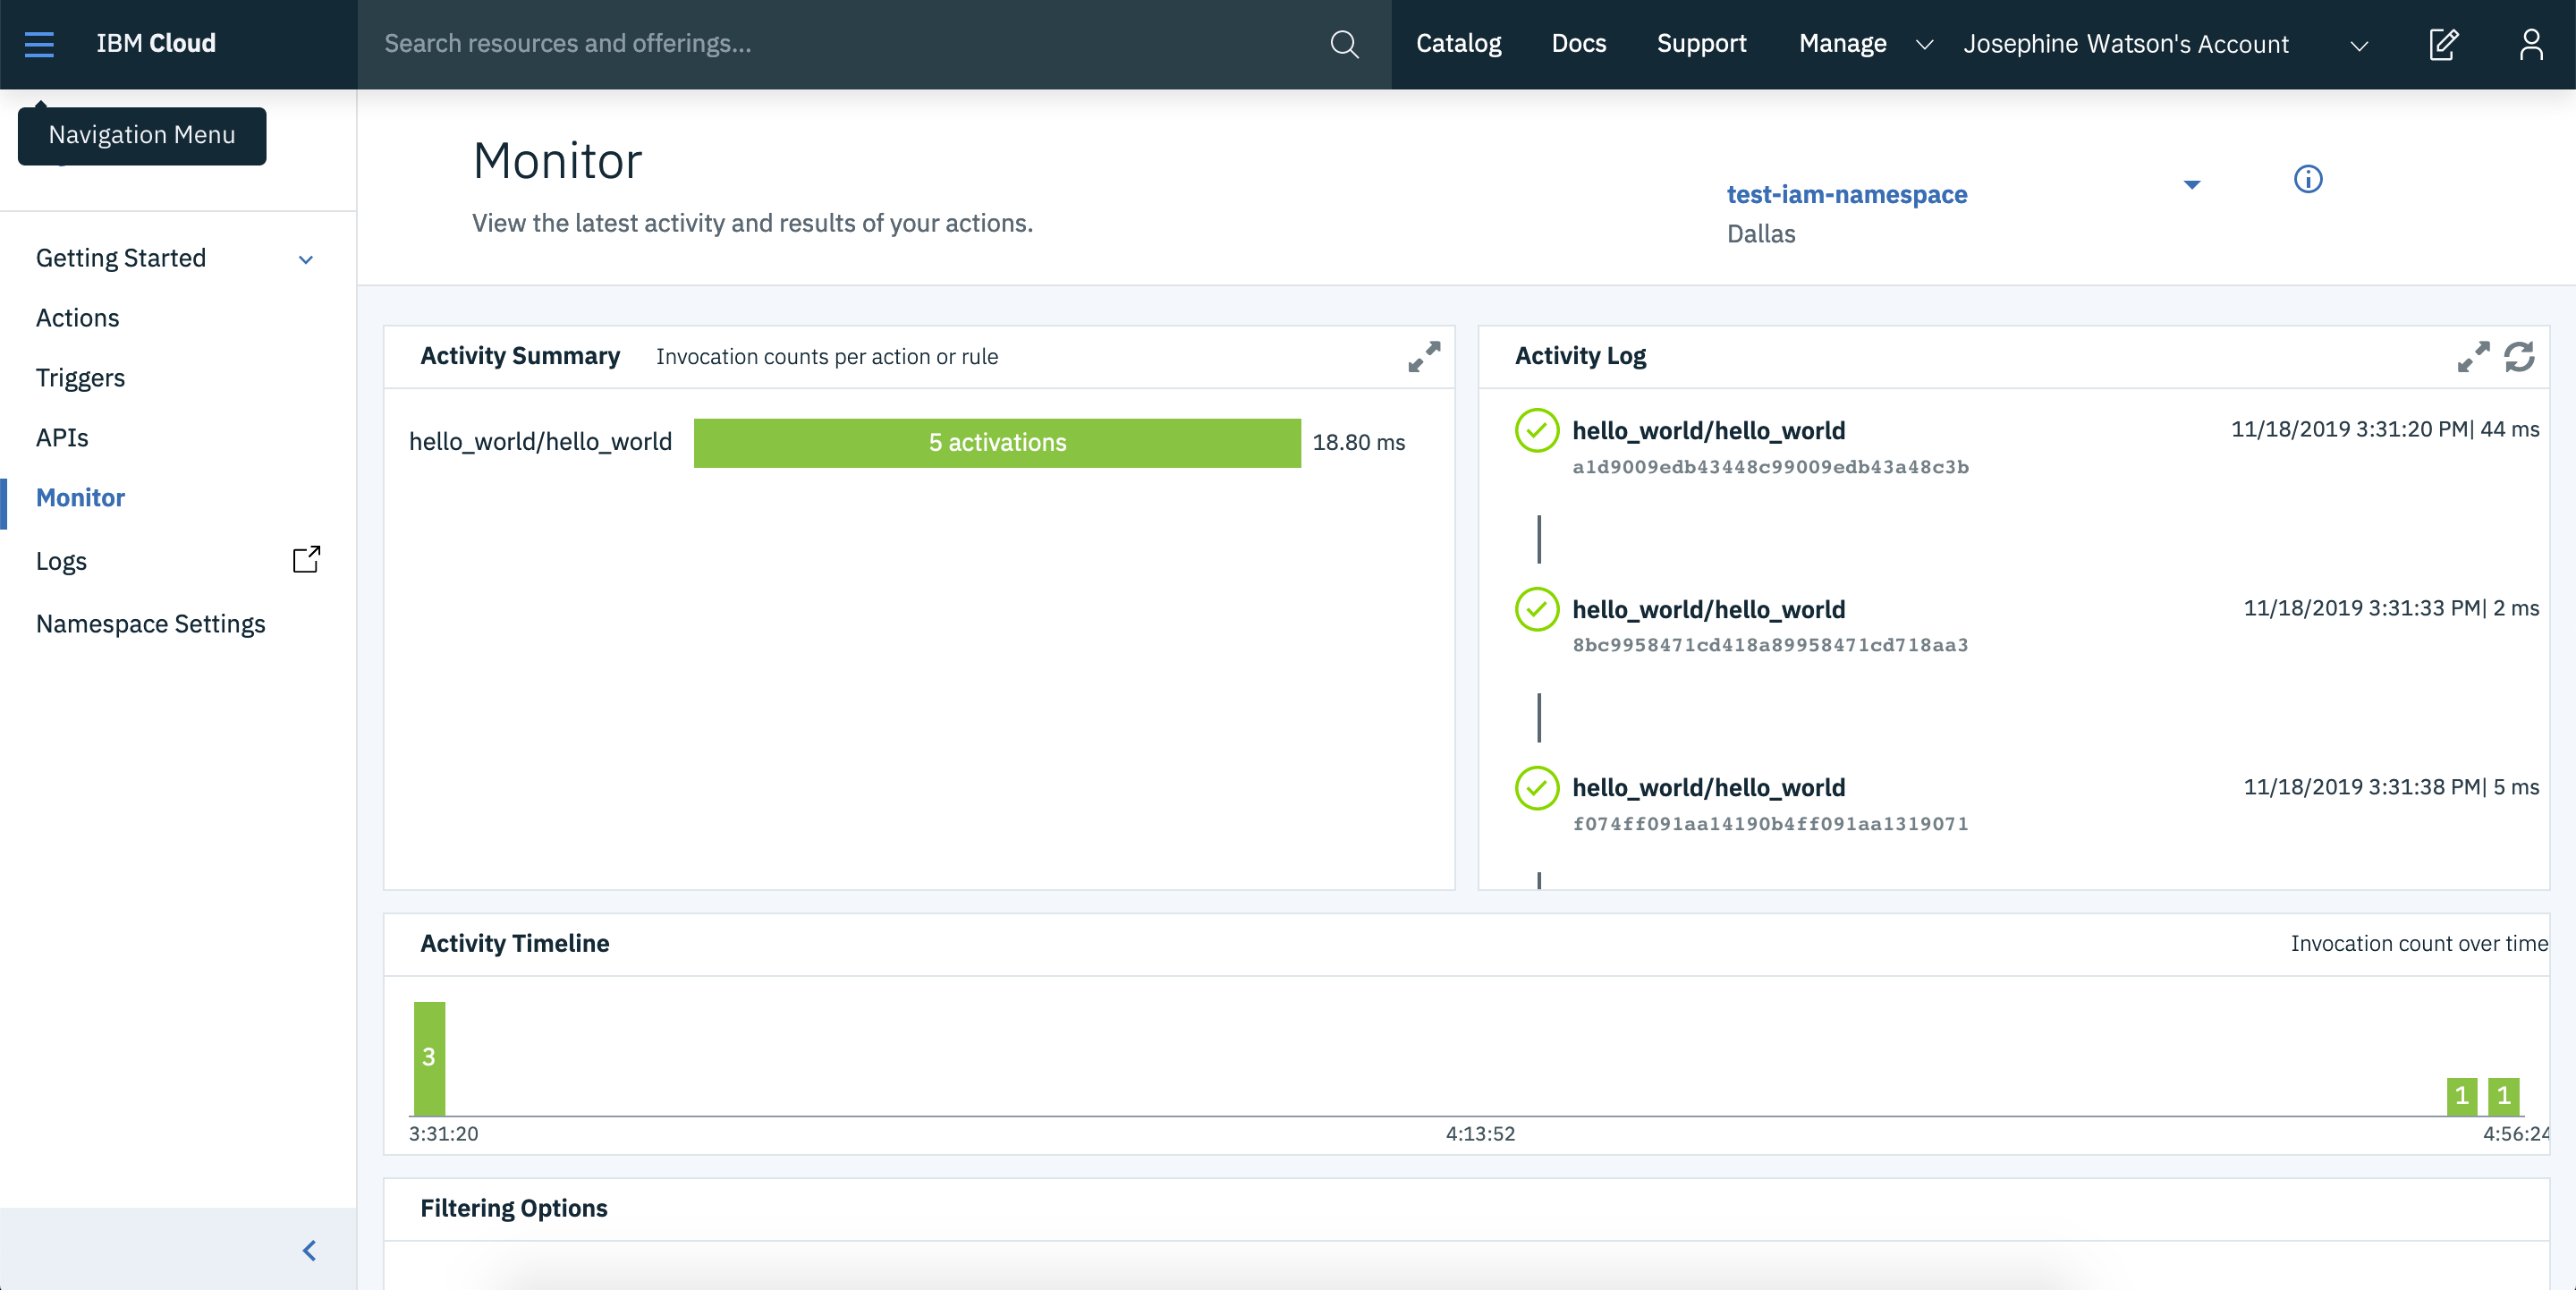 IBM Cloud
Search resources and offerings...
Catalog
Docs
Support
Manage
Josephine Watson's Account
Navigation Menu
Getting Started
Actions
Triggers
APIs
Monitor
Logs
Namespace Settings
Monitor
View the latest activity and results of your actions.
test-iam-namespace
Dallas
Activity Summary Invocation counts per action or rule
hello_world/hello_world 5 activations 18.80 ms
Activity Log
hello_world/hello_world 11/18/2019 3:31:20 PM| 44 ms
a1d9009edb43448c99009edb43a48c3b
hello_world/hello_world 11/18/2019 3:31:33 PM| 2 ms
8bc9958471cd418a89958471cd718aa3
hello_world/hello_world 11/18/2019 3:31:38 PM| 5 ms
f074ff091aa14190b4ff091aa1319071
Activity Timeline Invocation count over time
3 1 1
3:31:20 4:13:52 4:56:24
Filtering Options